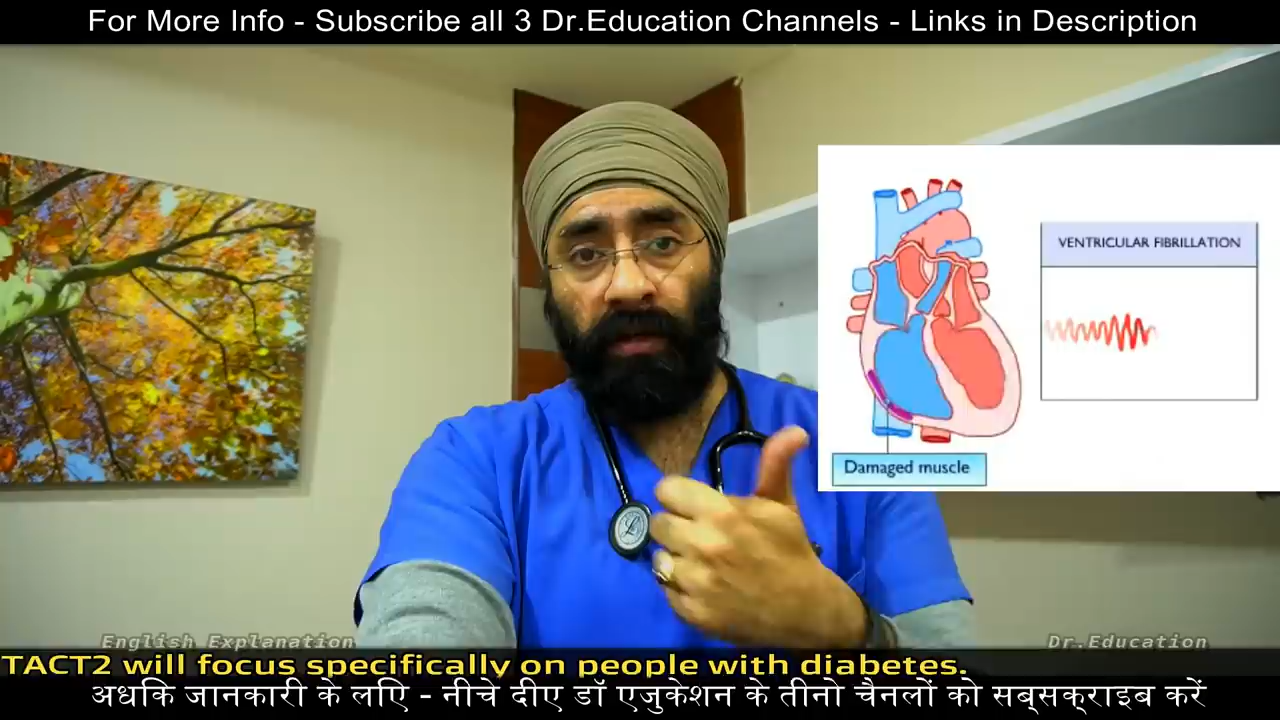 For More Info - Subscribe all 3 Dr.Education Channels - Links in Description
VENTRICULAR FIBRILLATION
Damaged muscle
English Explanation
Dr.Education
TACT2 will focus specifically on people with diabetes.
अधकि जानकारी के लएि - नीचे दीए डॉ एजुकेशन के तीनो चैनलों को सब्सक्राइब करें